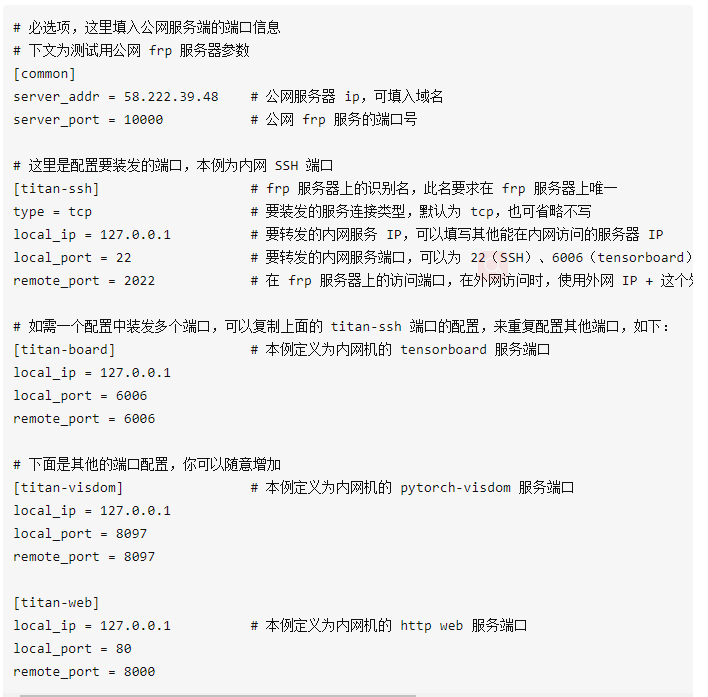 # 必选项，这里填入公网服务端的端口信息
# 下文为测试用公网 frp 服务器参数
[common]
server_addr = 58.222.39.48    # 公网服务器 ip，可填入域名
server_port = 10000           # 公网 frp 服务的端口号
# 这里是配置要装发的端口，本例为内网 SSH 端口
[titan-ssh]                   # frp 服务器上的识别名，此名要求在 frp 服务器上唯一
type = tcp                    # 要装发的服务连接类型，默认为 tcp，也可省略不写
local_ip = 127.0.0.1          # 要转发的内网服务 IP，可以填写其他能在内网访问的服务器 IP
local_port = 22               # 要转发的内网服务端口，可以为 22（SSH）、6006（tensorboard）
remote_port = 2022            # 在 frp 服务器上的访问端口，在外网访问时，使用外网 IP + 这个
# 如需一个配置中装发多个端口，可以复制上面的 titan-ssh 端口的配置，来重复配置其他端口，如下：
[titan-board]                 # 本例定义为内网机的 tensorboard 服务端口
local_ip = 127.0.0.1
local_port = 6006
remote_port = 6006
# 下面是其他的端口配置，你可以随意增加
[titan-visdom]                # 本例定义为内网机的 pytorch-visdom 服务端口
local_ip = 127.0.0.1
local_port = 8097
remote_port = 8097
[titan-web]
local_ip = 127.0.0.1          # 本例定义为内网机的 http web 服务端口
local_port = 80
remote_port = 8000